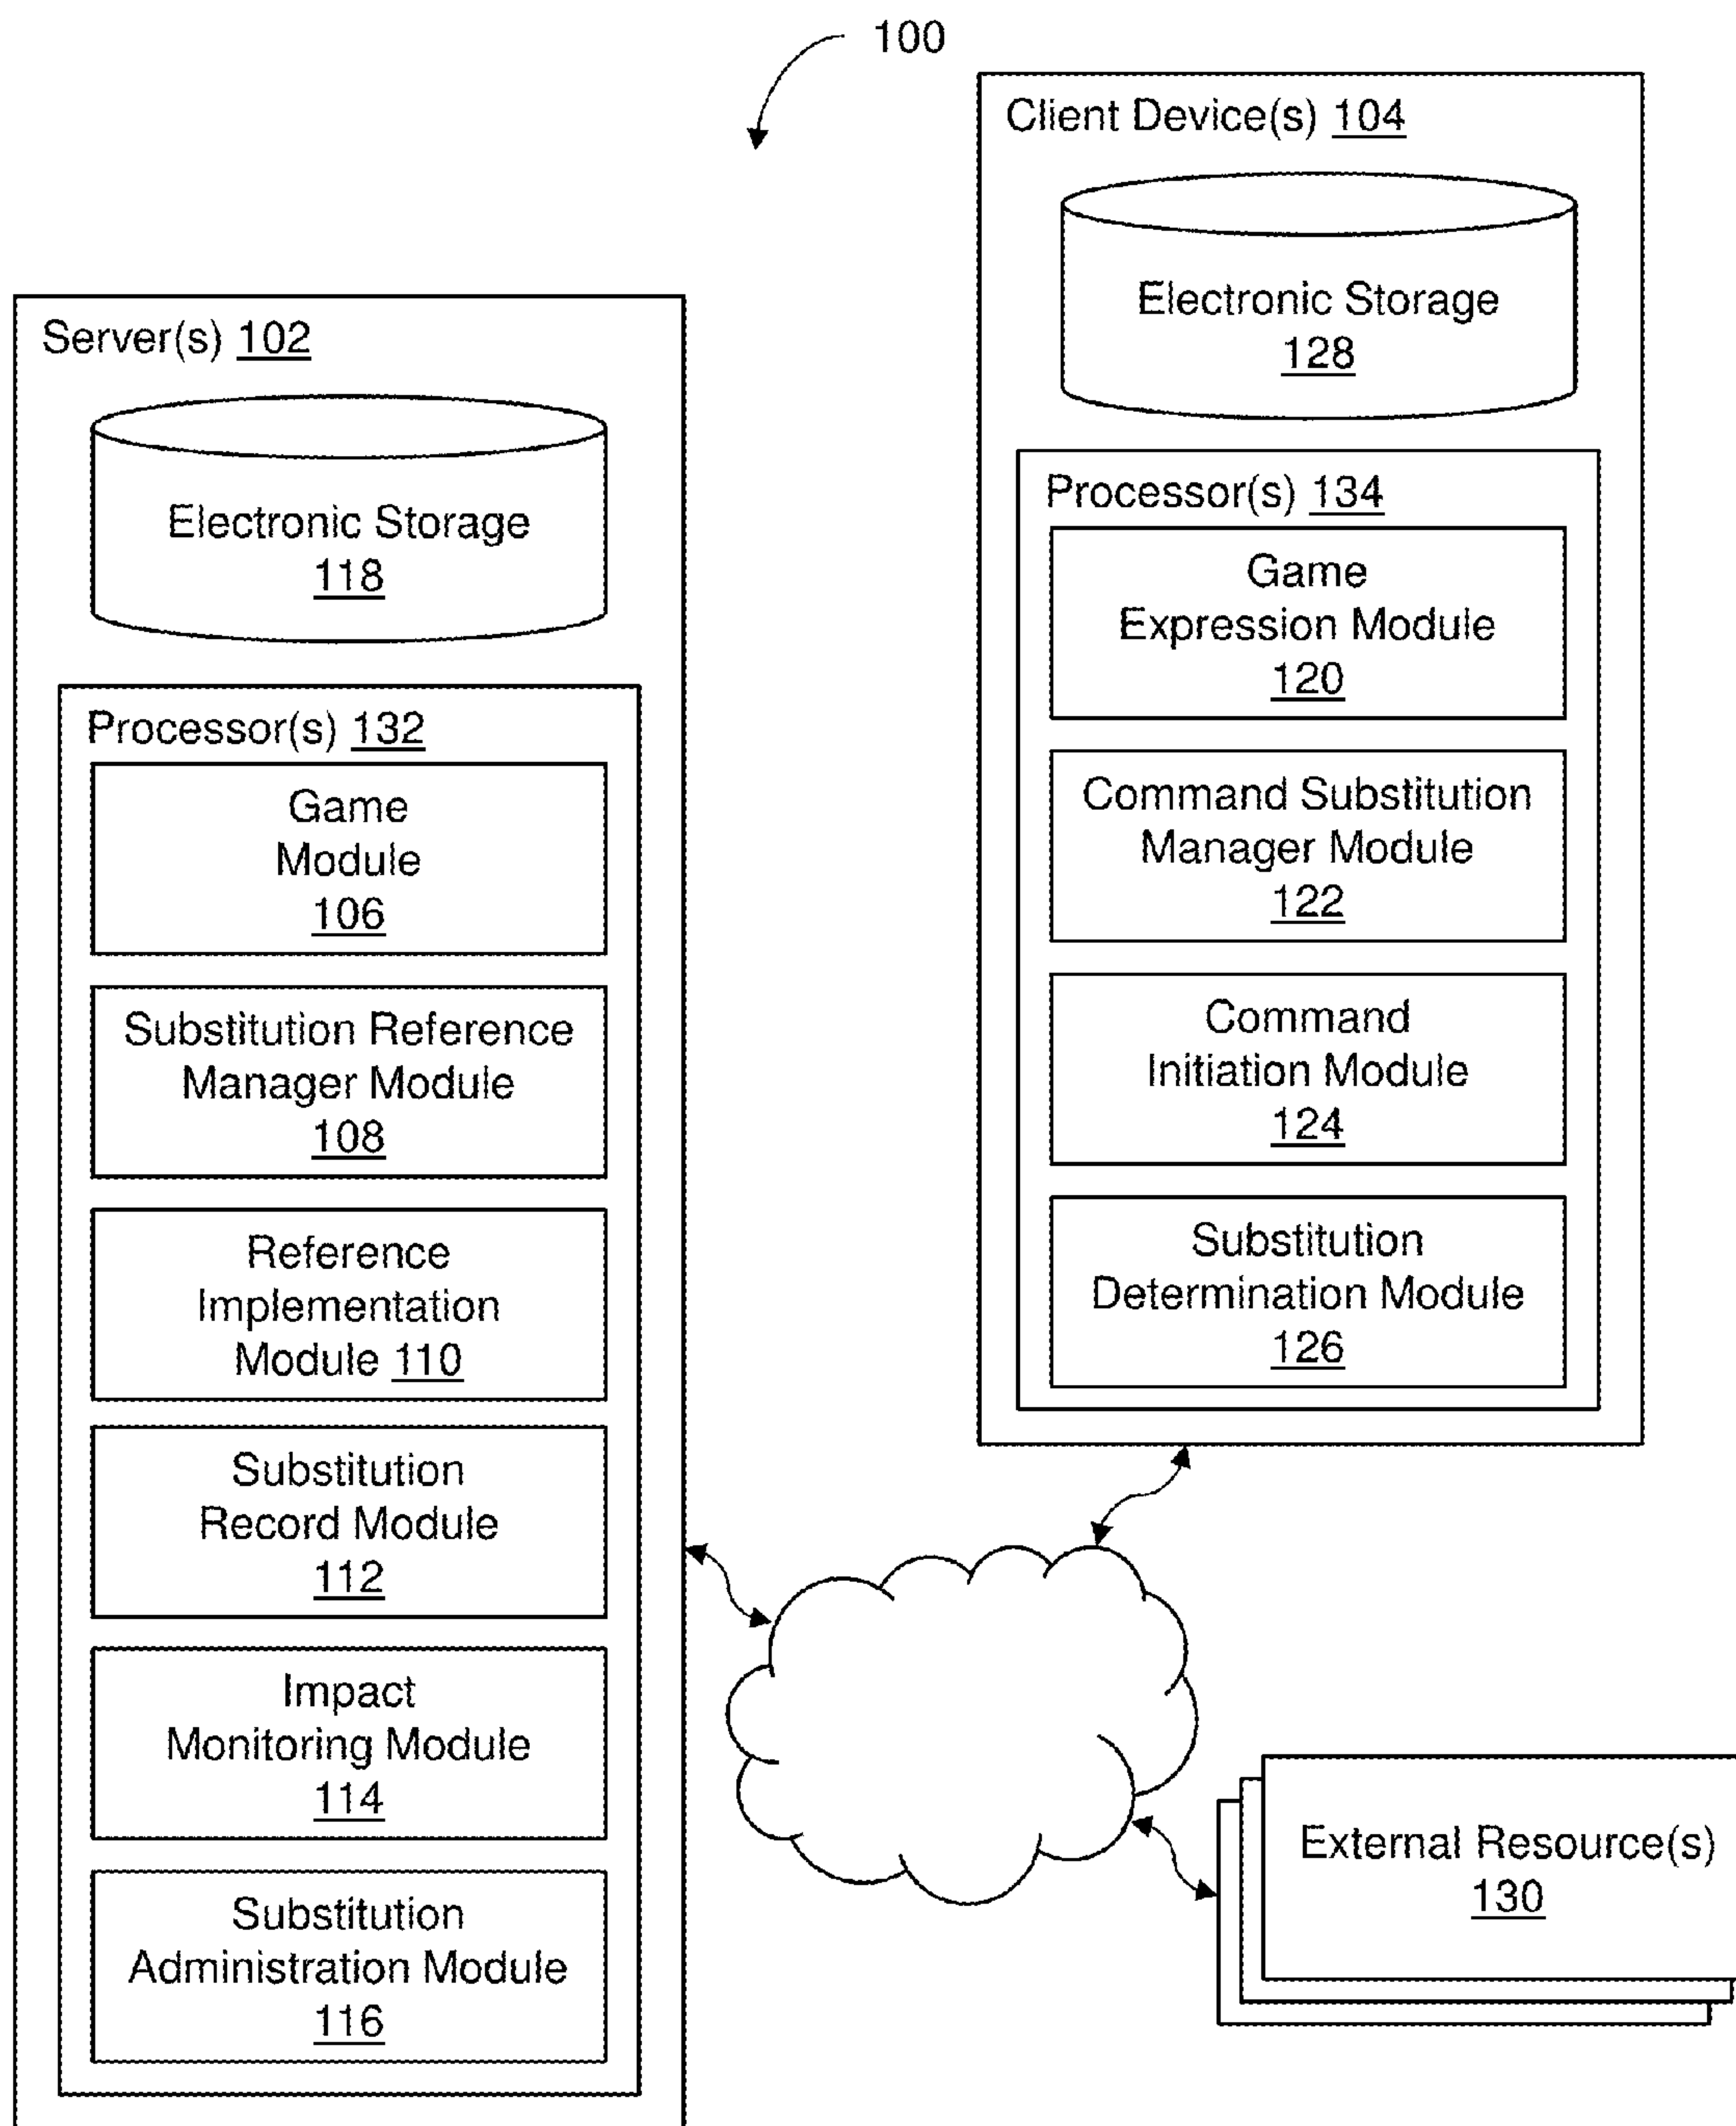 100
Server(s) 102
Electronic Storage
118
Processor(s) 132
Game
Module
106
Substitution Reference
Manager Module
108
Reference
Implementation
Module 110
Substitution
Record Module
112
Impact
Monitoring Module
114
Substitution
Administration Module
116
Client Device(s) 104
Electronic Storage
128
Processor(s) 134
Game
Expression Module
120
Command Substitution
Manager Module
122
Command
Initiation Module
124
Substitution
Determination Module
126
External Resource(s)
130